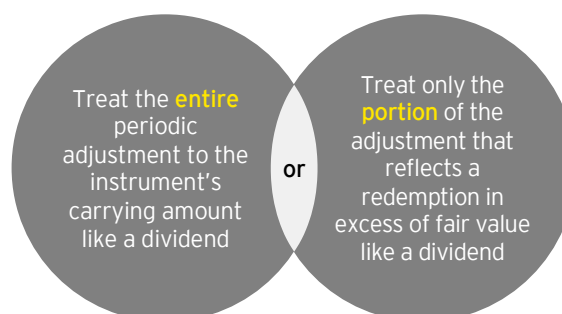 Treat the entire
periodic
adjustment to the
instrument's
carrying amount
like a dividend
or
Treat only the
portion of the
adjustment that
reflects a
redemption in
excess of fair value
like a dividend